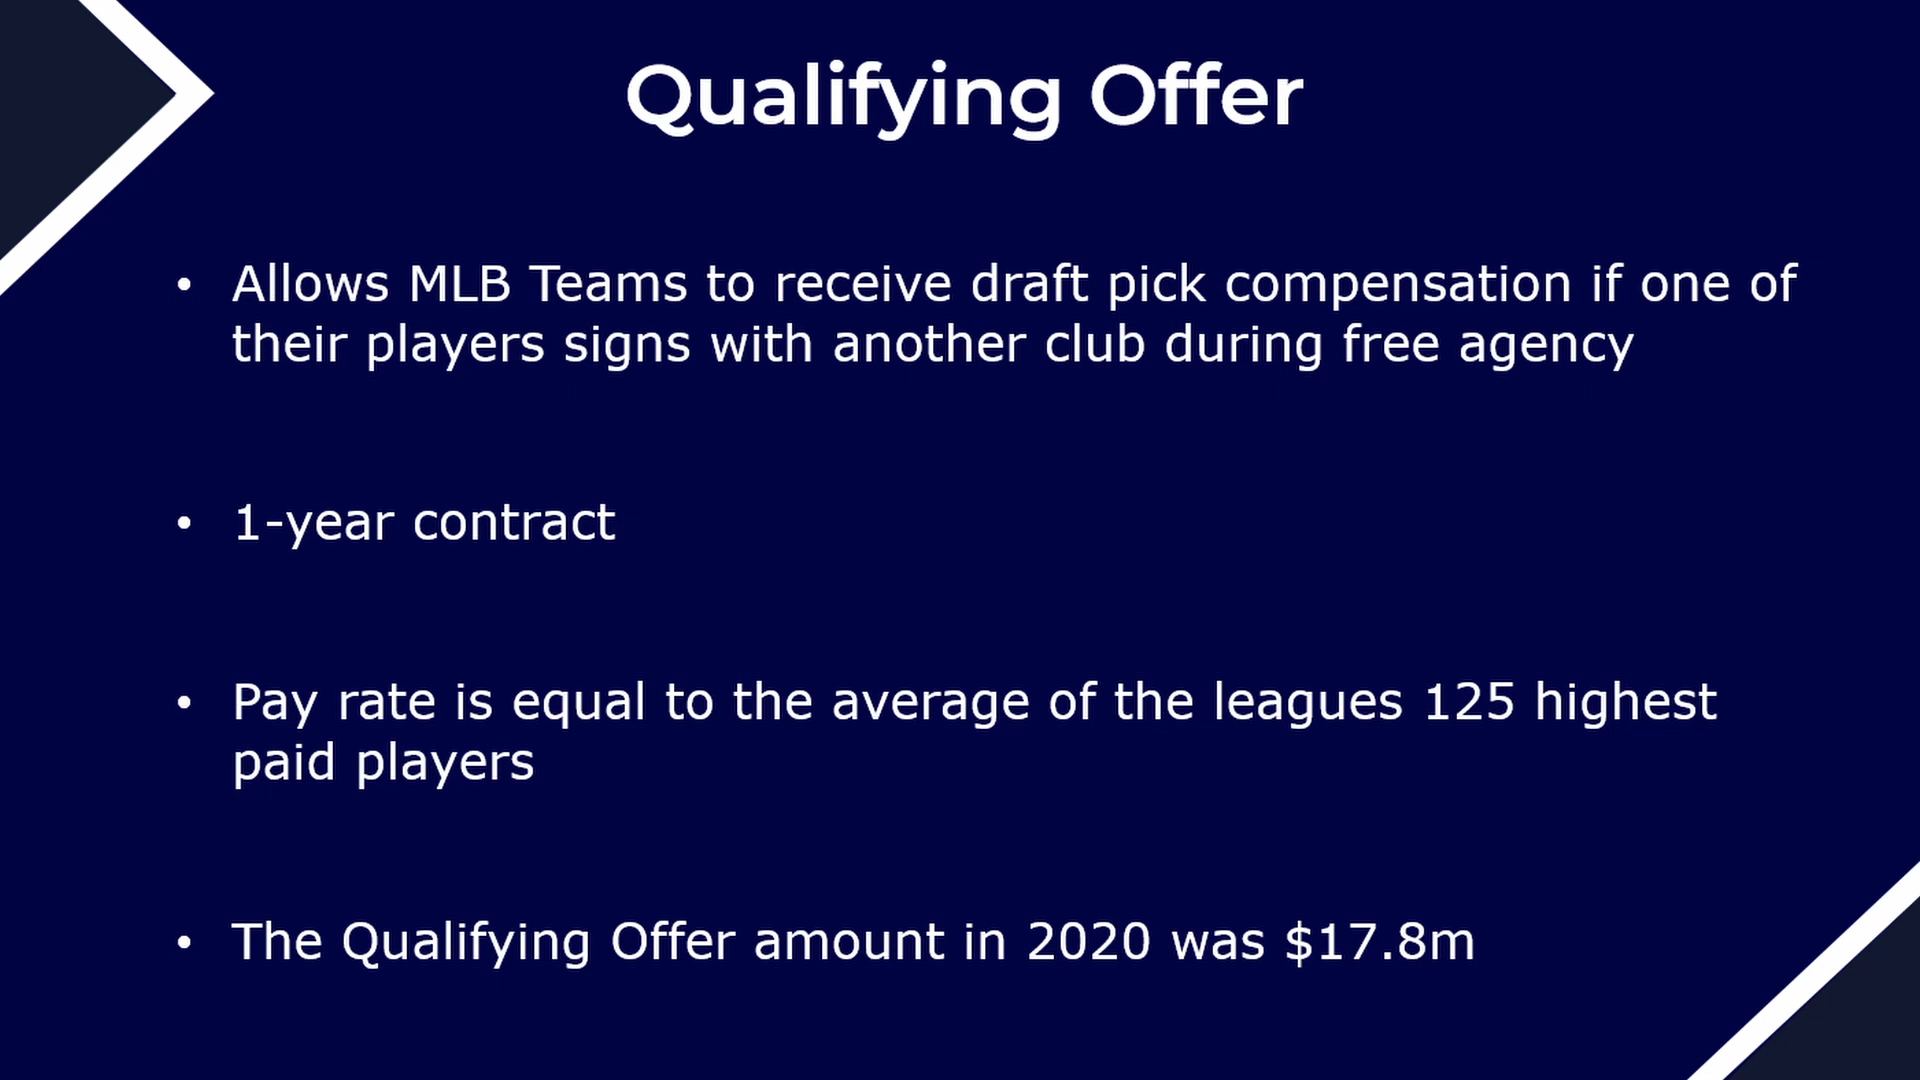 Qualifying Offer
• Allows MLB Teams to receive draft pick compensation if one of
their players signs with another club during free agency
• 1-year contract
• Pay rate is equal to the average of the leagues 125 highest
paid players
• The Qualifying Offer amount in 2020 was $17.8m